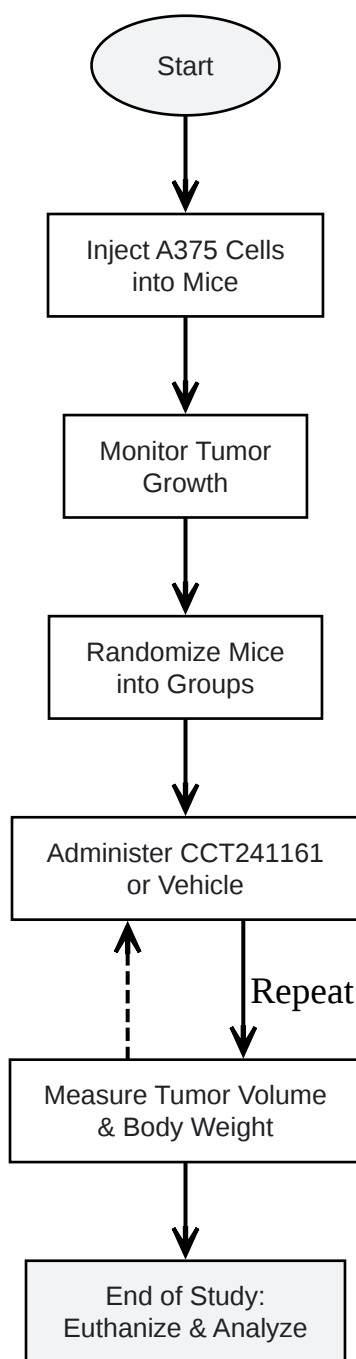 Start
Inject A375 Cells
into Mice
Monitor Tumor
Growth
Randomize Mice
into Groups
Administer CCT241161
or Vehicle
Repeat
Measure Tumor Volume
& Body Weight
End of Study:
Euthanize & Analyze